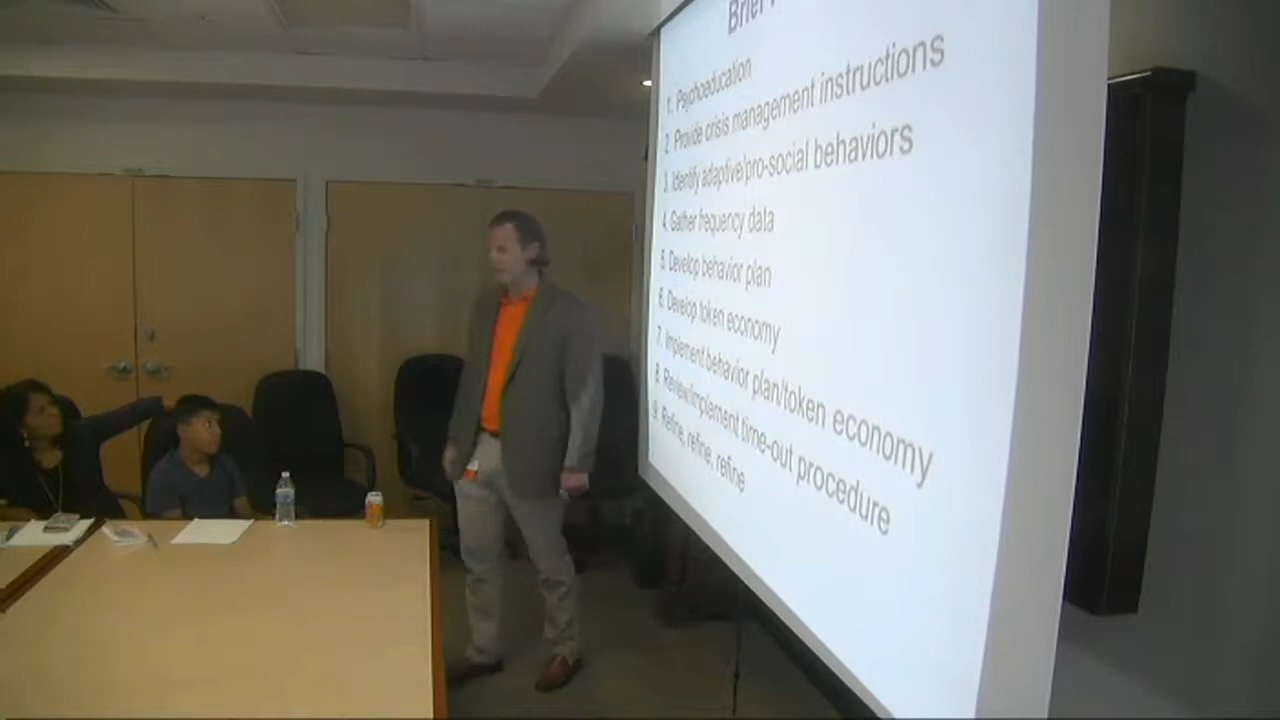 Brief
1. Psychoeducation
2. Provide crisis management instructions
3. Identify adaptive/pro-social behaviors
4. Gather frequency data
5. Develop behavior plan
6. Develop token economy
7. Implement behavior plan/token economy
8. Review/implement time-out procedure
9. Refine, refine, refine